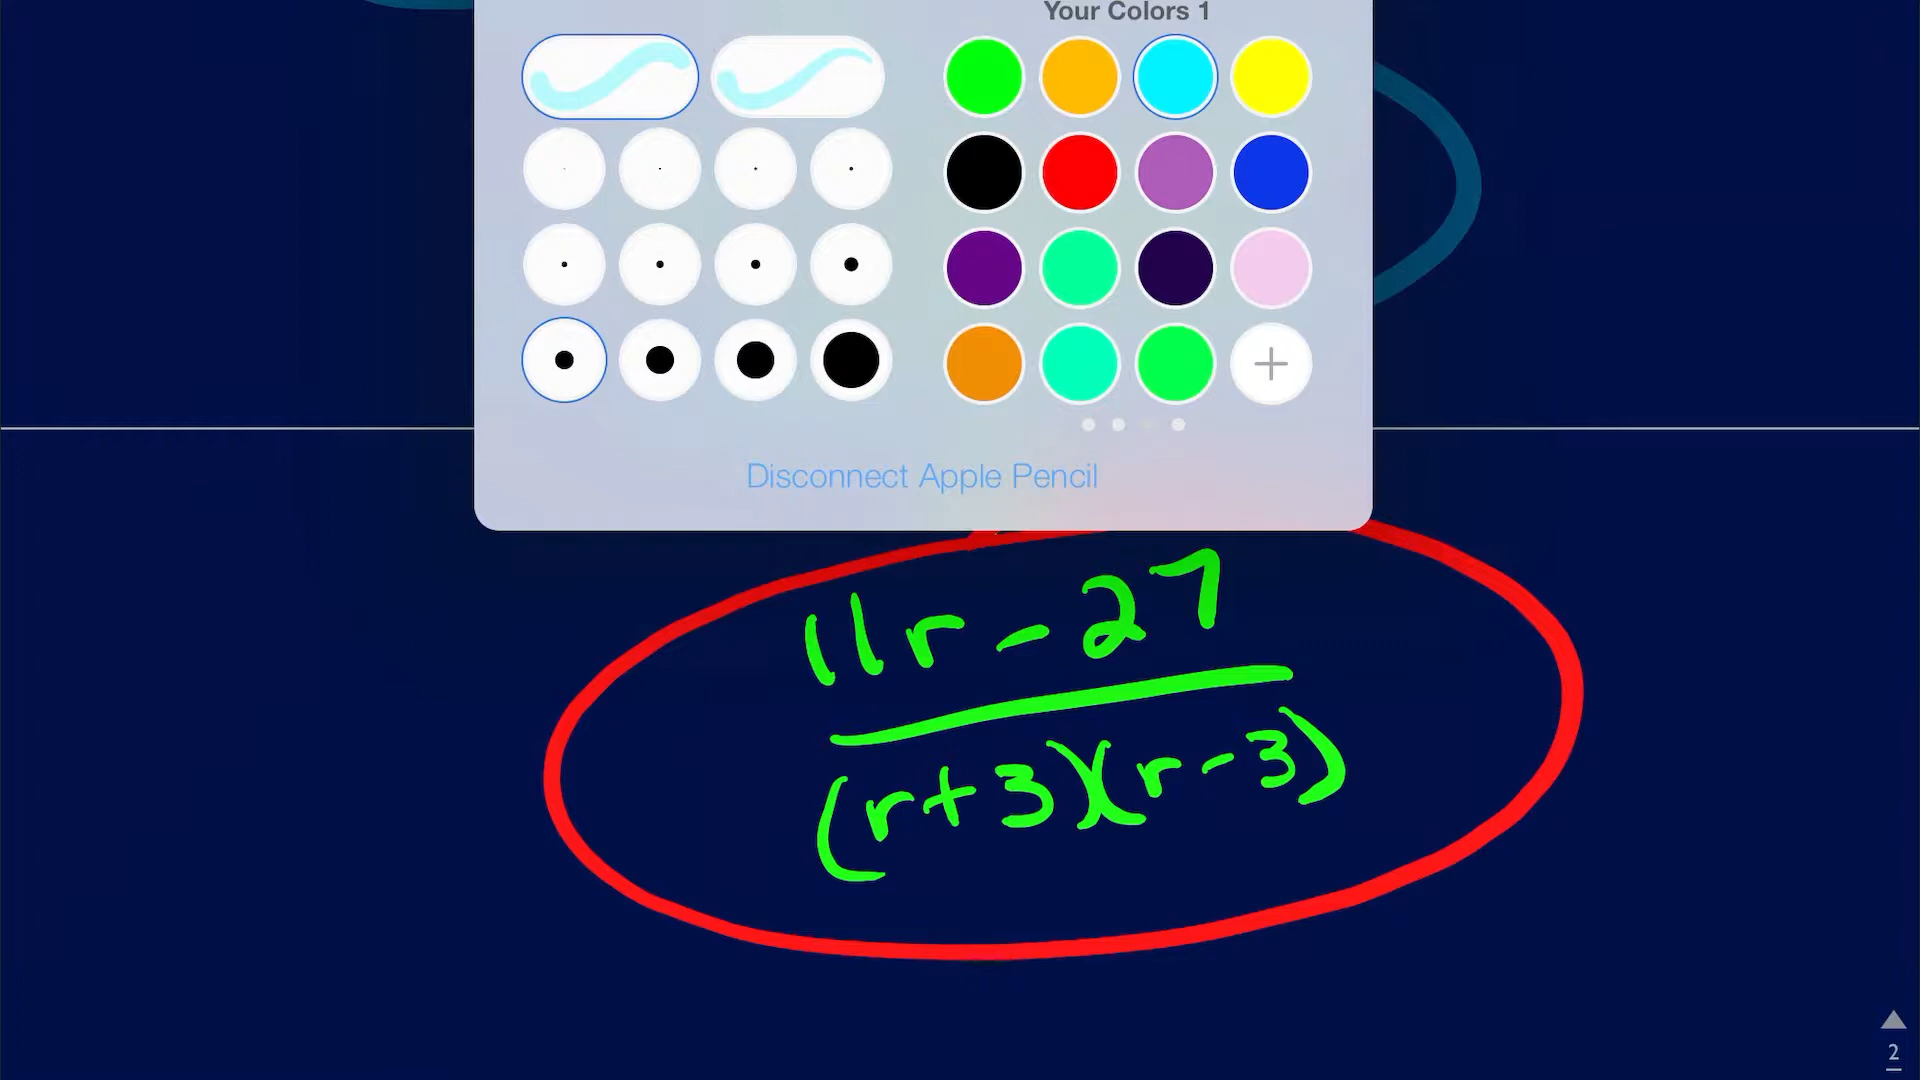 Your Colors 1
Disconnect Apple Pencil
11r - 27
(r+3)(r-3)
2